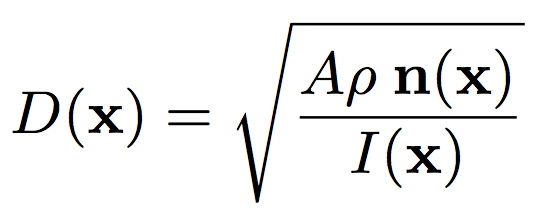 D(𝐱) = √(Aρ 𝐧(𝐱) / I(𝐱))